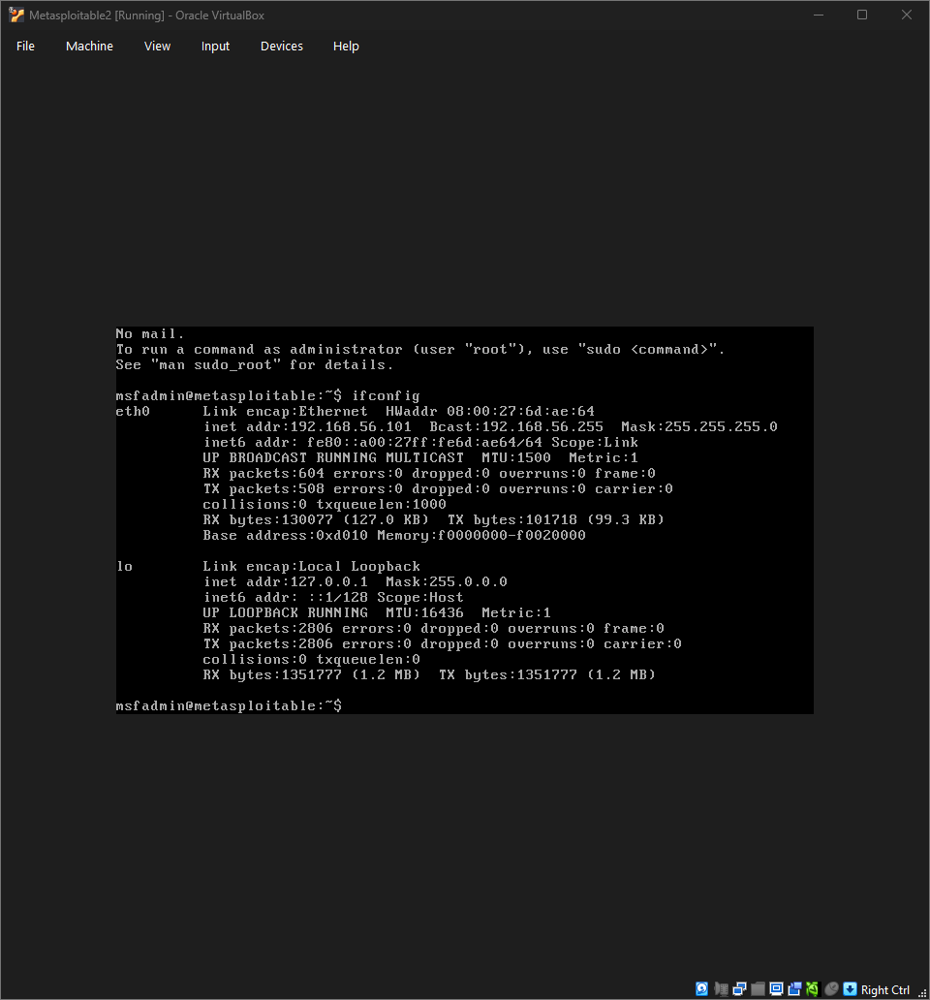 Metasploitable2 [Running] - Oracle VirtualBox
File Machine View Input Devices Help
No mail.
To run a command as administrator (user "root"), use "sudo <command>".
See "man sudo_root" for details.
msfadmin@metasploitable:~$ ifconfig
eth0 Link encap:Ethernet HWaddr 08:00:27:6d:ae:64
inet addr:192.168.56.101 Bcast:192.168.56.255 Mask:255.255.255.0
inet6 addr: fe80::a00:27ff:fe6d:ae64/64 Scope:Link
UP BROADCAST RUNNING MULTICAST MTU:1500 Metric:1
RX packets:604 errors:0 dropped:0 overruns:0 frame:0
TX packets:508 errors:0 dropped:0 overruns:0 carrier:0
collisions:0 txqueuelen:1000
RX bytes:130077 (127.0 KB) TX bytes:101718 (99.3 KB)
Base address:0xd010 Memory:f0000000-f0020000
lo Link encap:Local Loopback
inet addr:127.0.0.1 Mask:255.0.0.0
inet6 addr: ::1/128 Scope:Host
UP LOOPBACK RUNNING MTU:16436 Metric:1
RX packets:2806 errors:0 dropped:0 overruns:0 frame:0
TX packets:2806 errors:0 dropped:0 overruns:0 carrier:0
collisions:0 txqueuelen:0
RX bytes:1351777 (1.2 MB) TX bytes:1351777 (1.2 MB)
msfadmin@metasploitable:~$
Right Ctrl